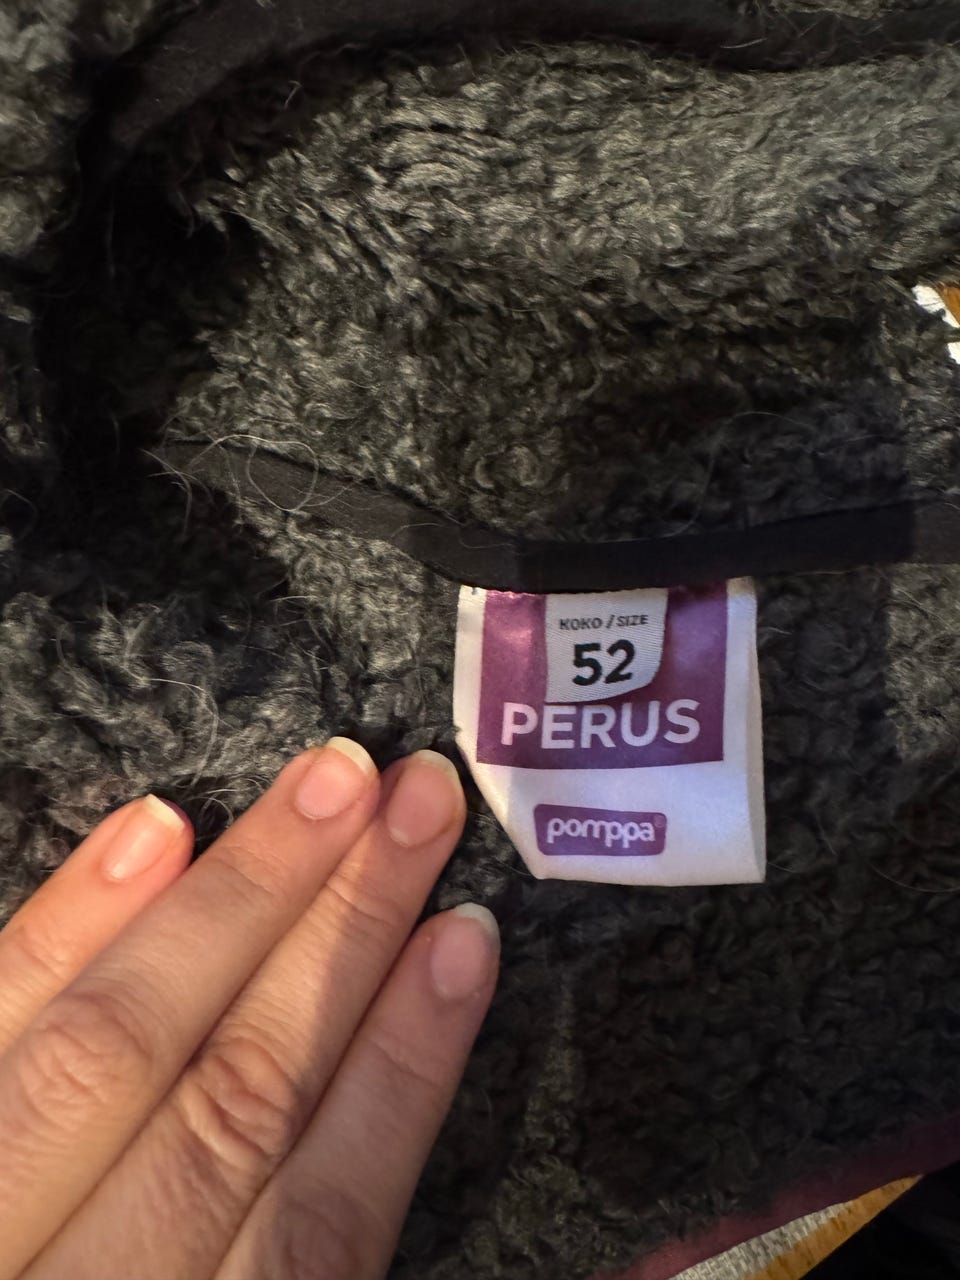 KOKO / SIZE
52
PERUS
pomppa®